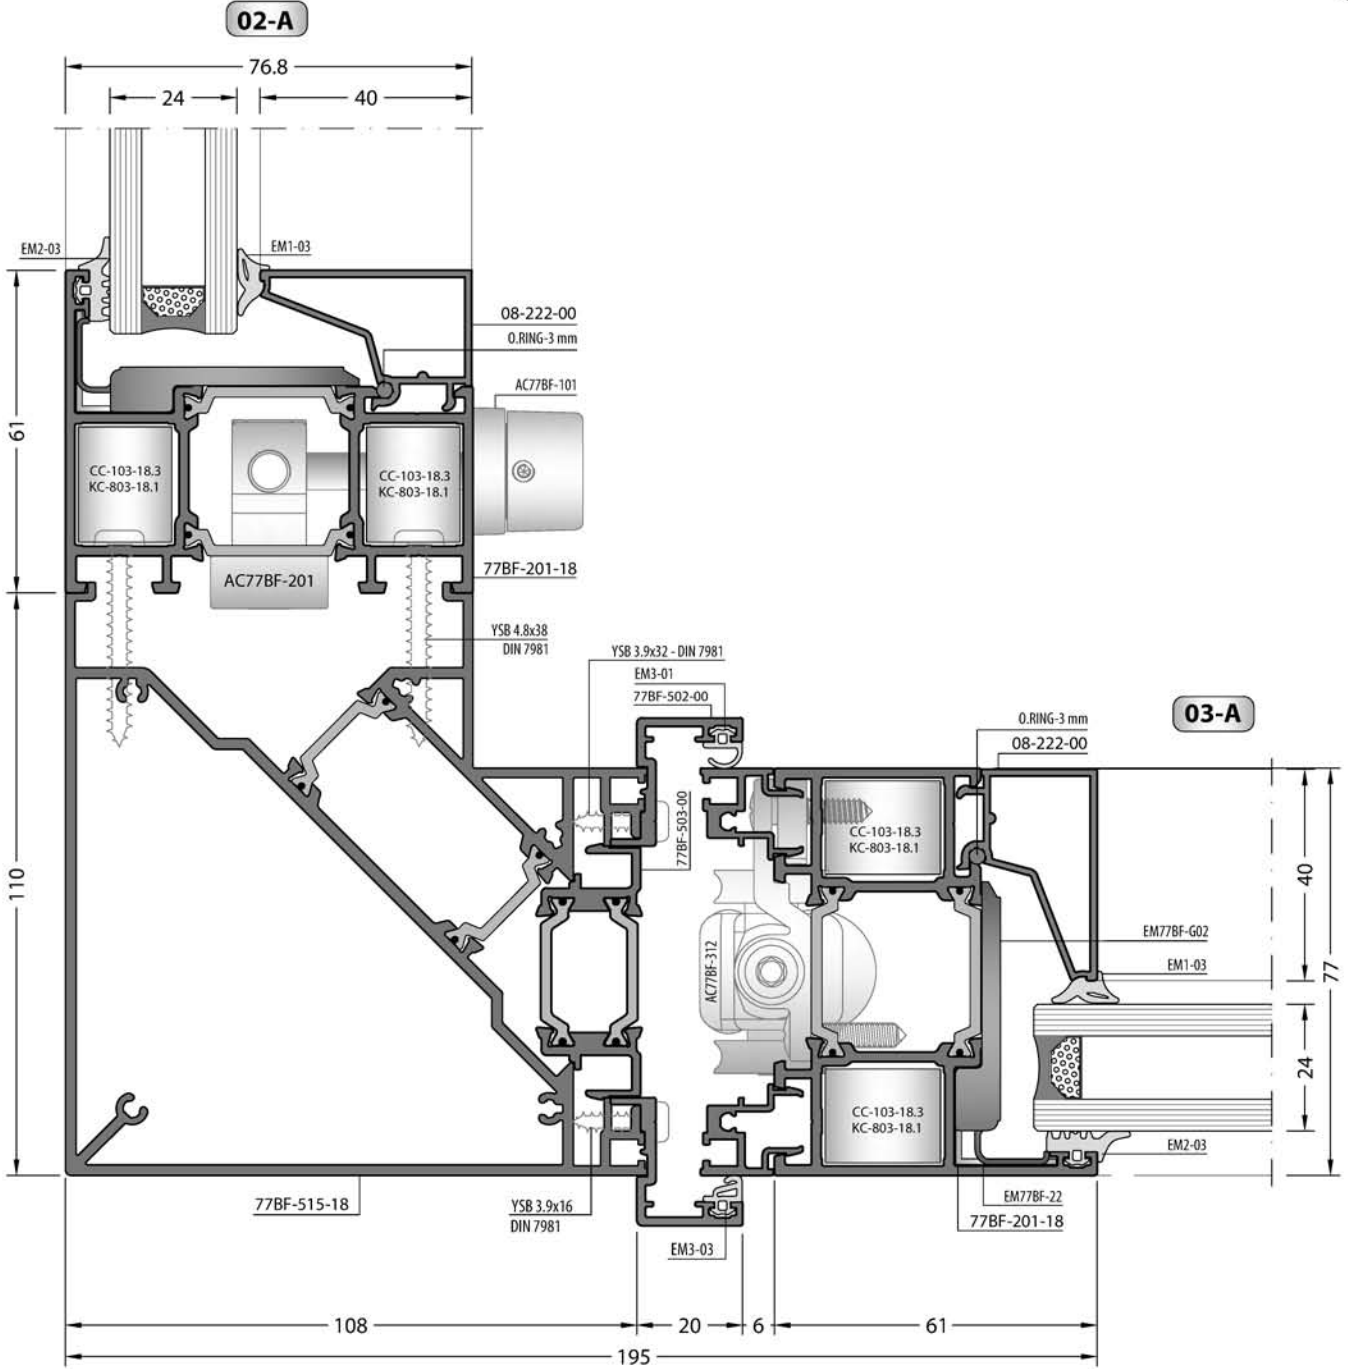 02-A
76.8
24
40
EM2-03
EM1-03
08-222-00
O.RING-3 mm
AC77BF-101
61
CC-103-18.3
KC-803-18.1
CC-103-18.3
KC-803-18.1
AC77BF-201
77BF-201-18
YSB 4.8x38
DIN 7981
YSB 3.9x32 - DIN 7981
EM3-01
77BF-502-00
03-A
O.RING-3 mm
08-222-00
77BF-503-00
CC-103-18.3
KC-803-18.1
110
40
EM77BF-G02
EM1-03
AC77BF-312
77
24
CC-103-18.3
KC-803-18.1
EM2-03
77BF-515-18
YSB 3.9x16
DIN 7981
EM77BF-22
77BF-201-18
EM3-03
108
20
6
61
195